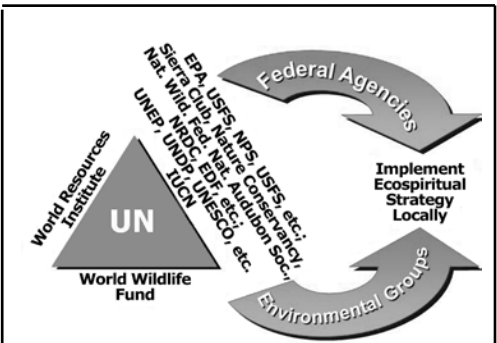 World Resources
Institute
UN
World Wildlife
Fund
EPA, USFS, NPS, USFS, etc.;
Sierra Club, Nature Conservancy,
Nat. Wild. Fed. Nat. Audubon Soc.,
NRDC, EDF, etc.;
UNEP, UNDP, UNESCO, etc.
IUCN
Federal Agencies
Implement
Ecospiritual
Strategy
Locally
Environmental Groups